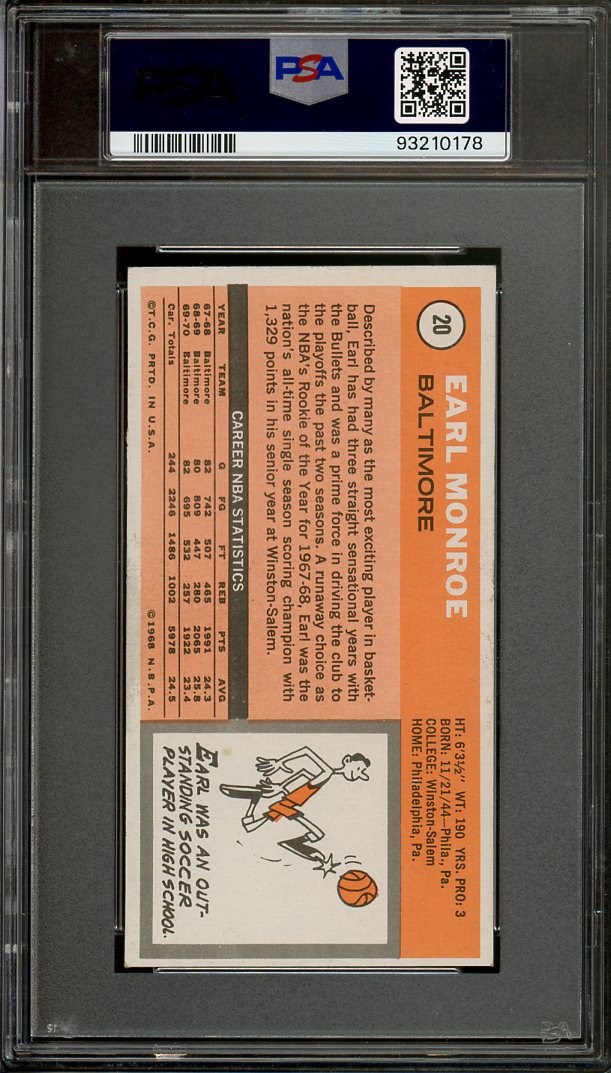 PSA
93210178
20
EARL MONROE
BALTIMORE
HT: 6'3½" WT: 190 YRS. PRO: 3
BORN: 11/21/44—Phila., Pa.
COLLEGE: Winston-Salem
HOME: Philadelphia, Pa.
Described by many as the most exciting player in basket-
ball, Earl has had three straight sensational years with
the Bullets and was a prime force in driving the club to
the playoffs the past two seasons. A runaway choice as
the NBA's Rookie of the Year for 1967-68, Earl was the
nation's all-time single season scoring champion with
1,329 points in his senior year at Winston-Salem.
CAREER NBA STATISTICS
YEAR TEAM G FG FT REB PTS AVG
67-68 Baltimore 82 742 507 465 1991 24.3
68-69 Baltimore 80 809 447 280 2065 25.8
69-70 Baltimore 82 695 532 257 1922 23.4
Car. Totals 244 2246 1486 1002 5978 24.5
©T.C.G. PRTD. IN U.S.A. ©1968 N.B.P.A.
EARL WAS AN OUT-
STANDING SOCCER
PLAYER IN HIGH SCHOOL.
PSA